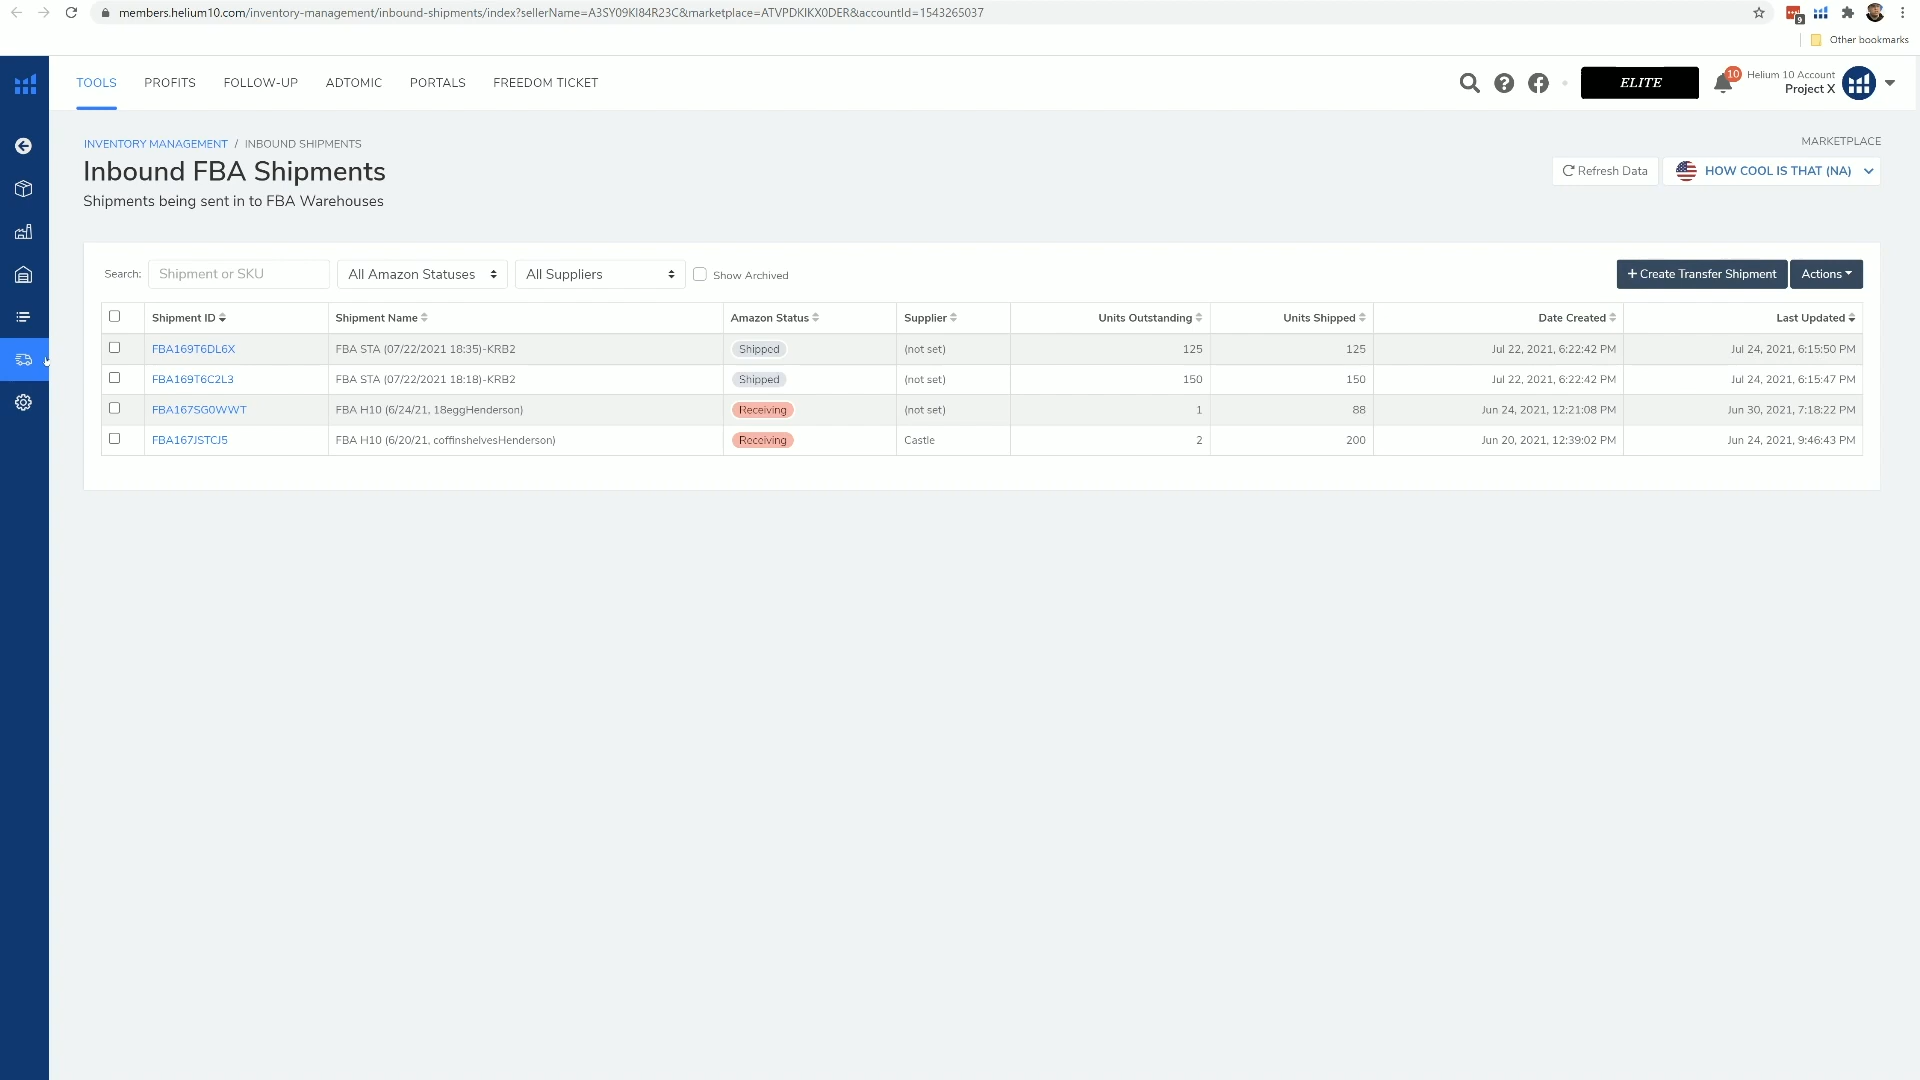 members.helium10.com/inventory-management/inbound-shipments/index?sellerName=A3SY09KI84R23C&marketplace=ATVPDKIKX0DER&accountId=1543265037
9
Other bookmarks
TOOLS PROFITS FOLLOW-UP ADTOMIC PORTALS FREEDOM TICKET
ELITE
10
Helium 10 Account
Project X
INVENTORY MANAGEMENT / INBOUND SHIPMENTS
MARKETPLACE
Inbound FBA Shipments
Refresh Data
HOW COOL IS THAT (NA)
Shipments being sent in to FBA Warehouses
Search: Shipment or SKU All Amazon Statuses All Suppliers Show Archived + Create Transfer Shipment Actions
Shipment ID Shipment Name Amazon Status Supplier Units Outstanding Units Shipped Date Created Last Updated
FBA169T6DL6X FBA STA (07/22/2021 18:35)-KRB2 Shipped (not set) 125 125 Jul 22, 2021, 6:22:42 PM Jul 24, 2021, 6:15:50 PM
FBA169T6C2L3 FBA STA (07/22/2021 18:18)-KRB2 Shipped (not set) 150 150 Jul 22, 2021, 6:22:42 PM Jul 24, 2021, 6:15:47 PM
FBA167SG0WWT FBA H10 (6/24/21, 18eggHenderson) Receiving (not set) 1 88 Jun 24, 2021, 12:21:08 PM Jun 30, 2021, 7:18:22 PM
FBA167JSTCJ5 FBA H10 (6/20/21, coffinshelvesHenderson) Receiving Castle 2 200 Jun 20, 2021, 12:39:02 PM Jun 24, 2021, 9:46:43 PM